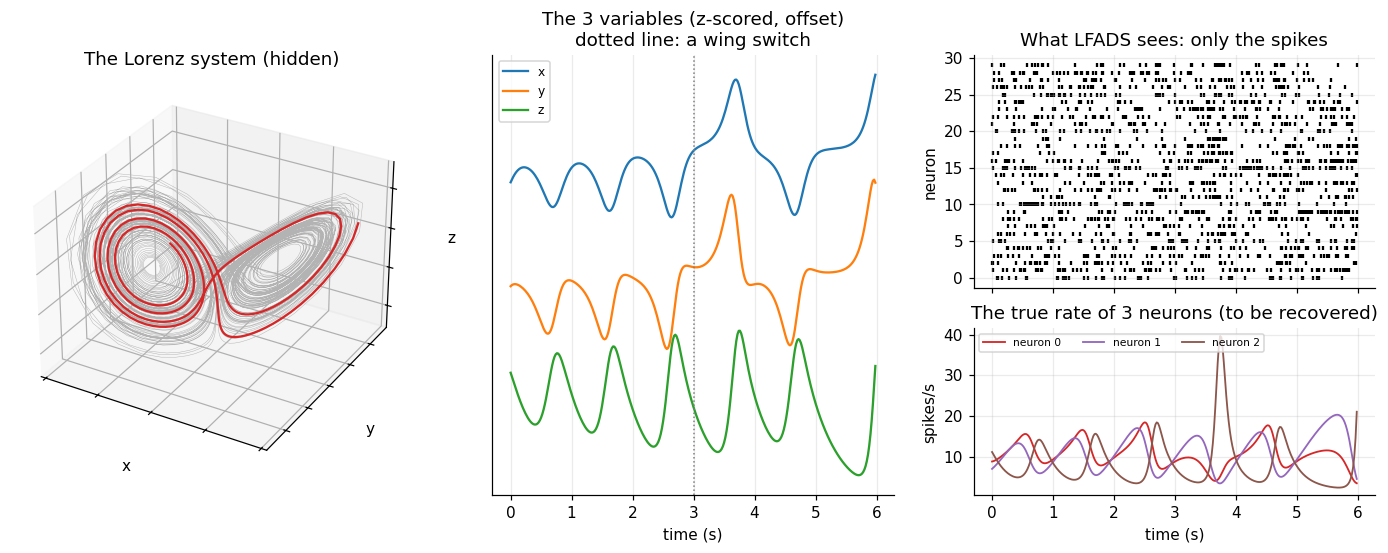 The Lorenz system (hidden)
z
y
x
The 3 variables (z-scored, offset)
dotted line: a wing switch
x
y
z
0 1 2 3 4 5 6
time (s)
What LFADS sees: only the spikes
30
25
20
15
10
5
0
neuron
The true rate of 3 neurons (to be recovered)
neuron 0 neuron 1 neuron 2
40
30
20
10
spikes/s
0 1 2 3 4 5 6
time (s)